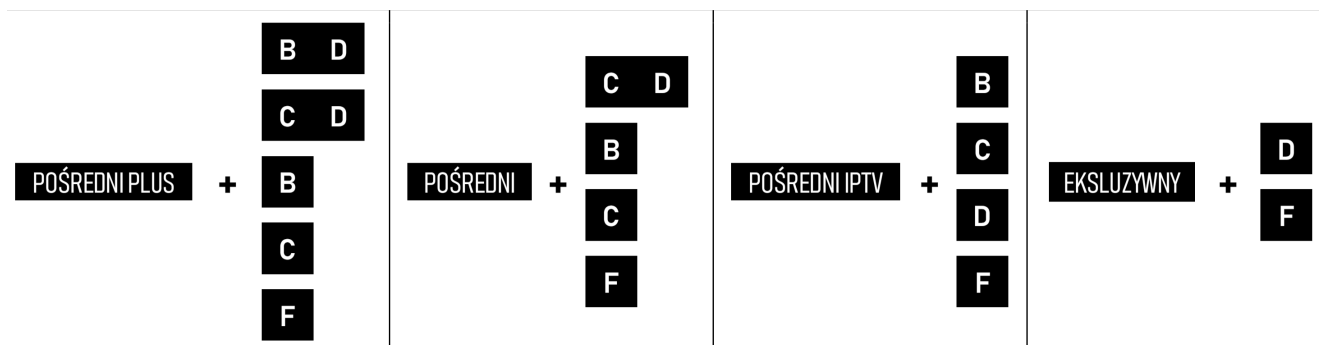 POŚREDNI PLUS +
B D
C D
B
C
F
POŚREDNI +
C D
B
C
F
POŚREDNI IPTV +
B
C
D
F
EKSLUZYWNY +
D
F